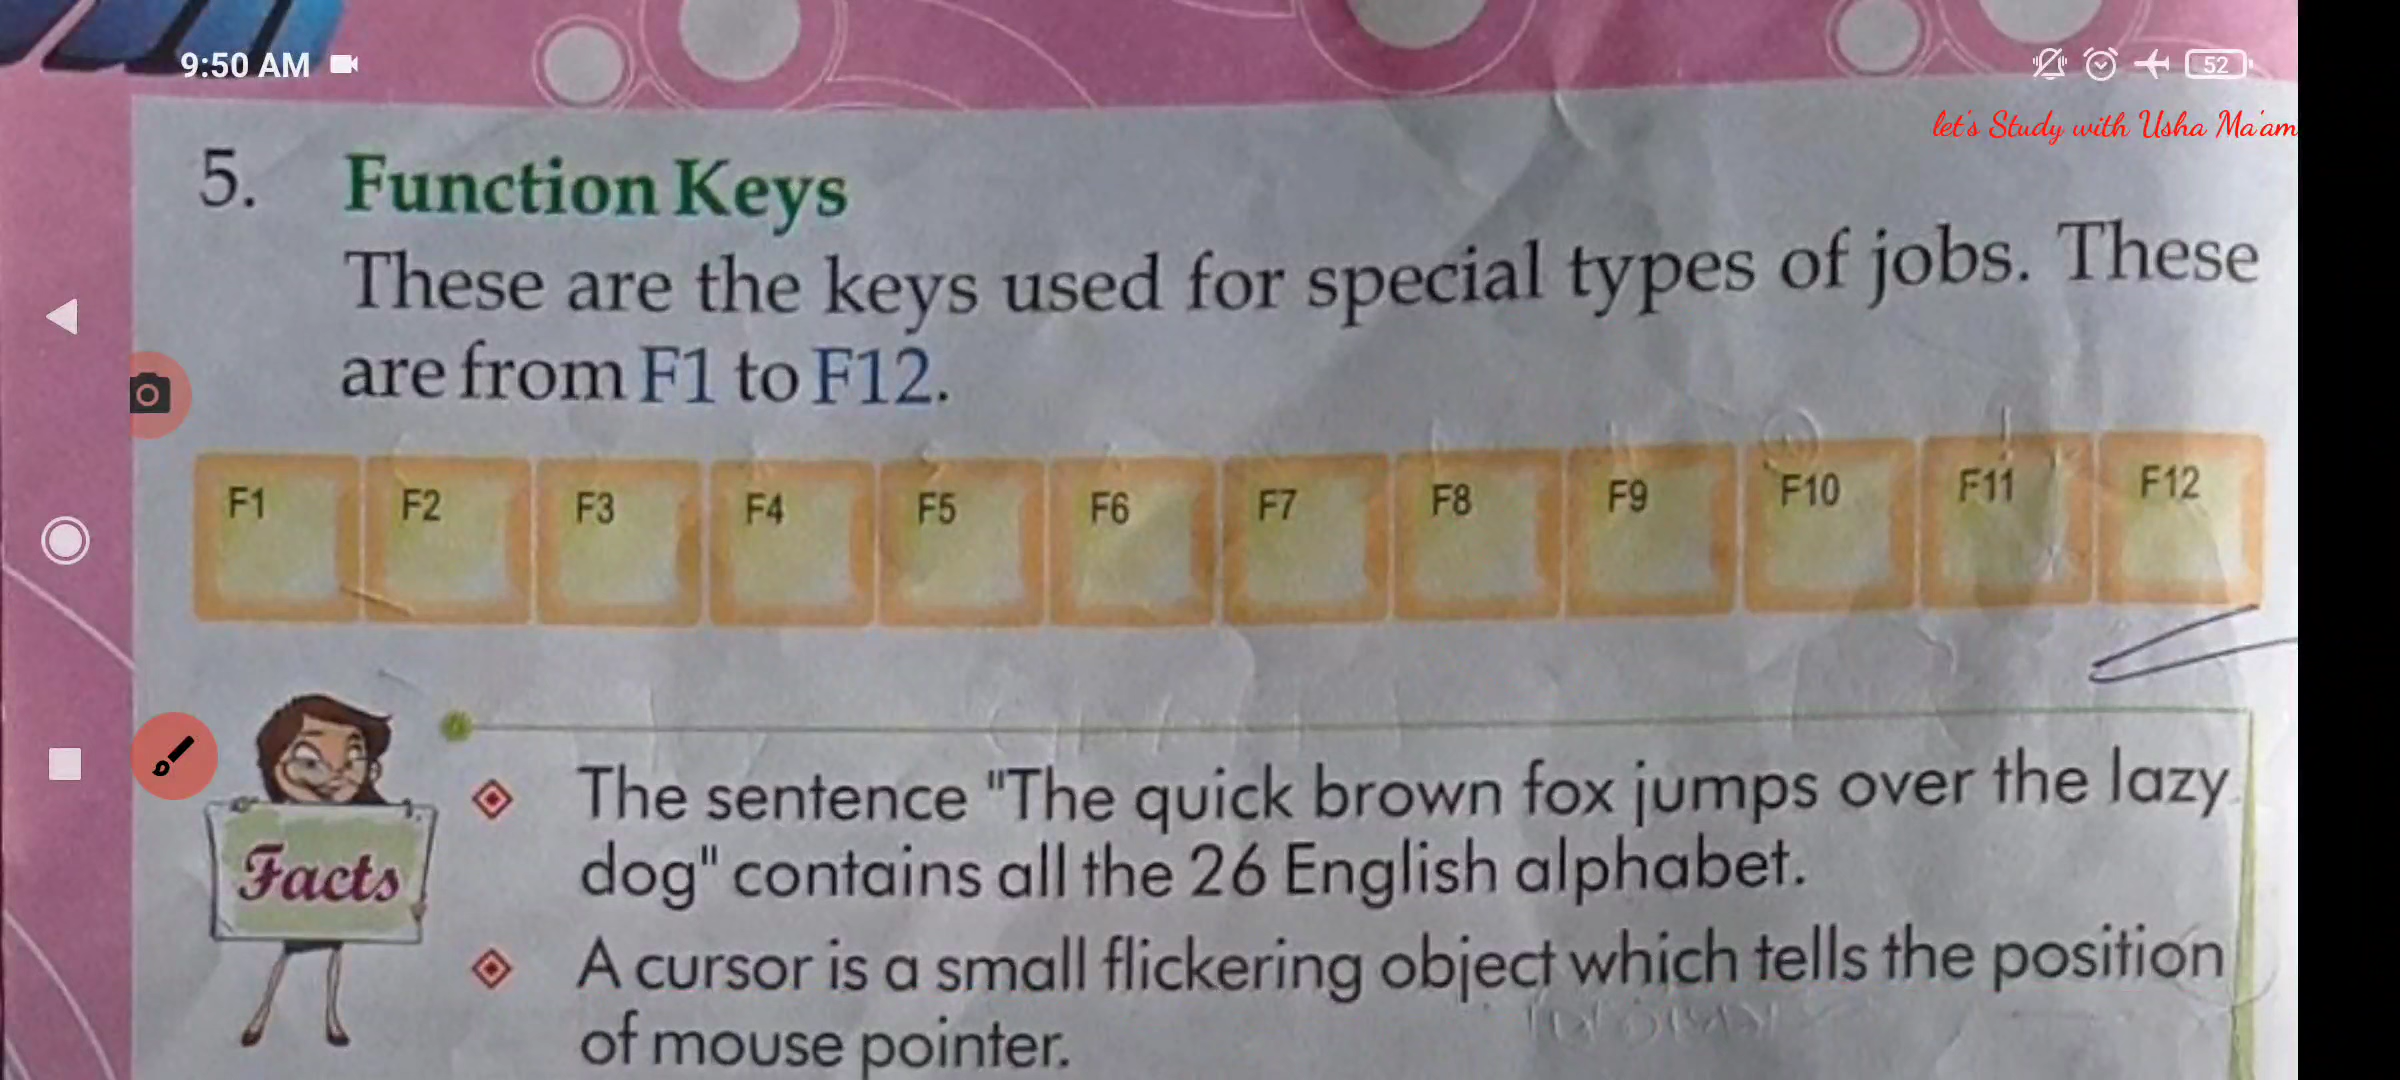 9:50 AM
52
let's Study with Usha Ma'am
5. Function Keys
These are the keys used for special types of jobs. These
are from F1 to F12.
F1 F2 F3 F4 F5 F6 F7 F8 F9 F10 F11 F12
The sentence "The quick brown fox jumps over the lazy
dog" contains all the 26 English alphabet.
Facts
A cursor is a small flickering object which tells the position
of mouse pointer.